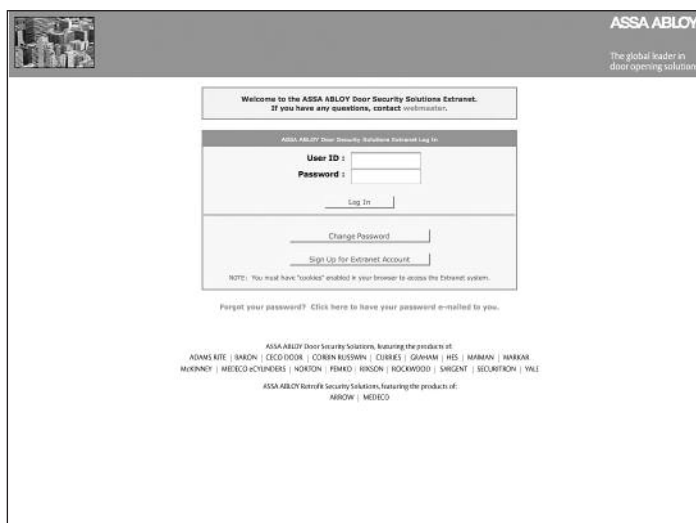 ASSA ABLOY
The global leader in
door opening solution
Welcome to the ASSA ABLOY Door Security Solutions Extranet.
If you have any questions, contact webmaster.
ASSA ABLOY Door Security Solutions Extranet Log In
User ID :
Password :
Log In
Change Password
Sign Up for Extranet Account
NOTE: You must have "cookies" enabled in your browser to access the Extranet system.
Forgot your password? Click here to have your password e-mailed to you.
ASSA ABLOY Door Security Solutions, featuring the products of:
ADAMS RITE | BARON | CECO DOOR | CORBIN RUSSWIN | CURRIES | GRAHAM | HES | MAIMAN | MARKAR
McKINNEY | MEDECO eCYLINDERS | NORTON | PEMKO | RIXSON | ROCKWOOD | SARGENT | SECURITRON | YALE
ASSA ABLOY Retrofit Security Solutions, featuring the products of:
ARROW | MEDECO